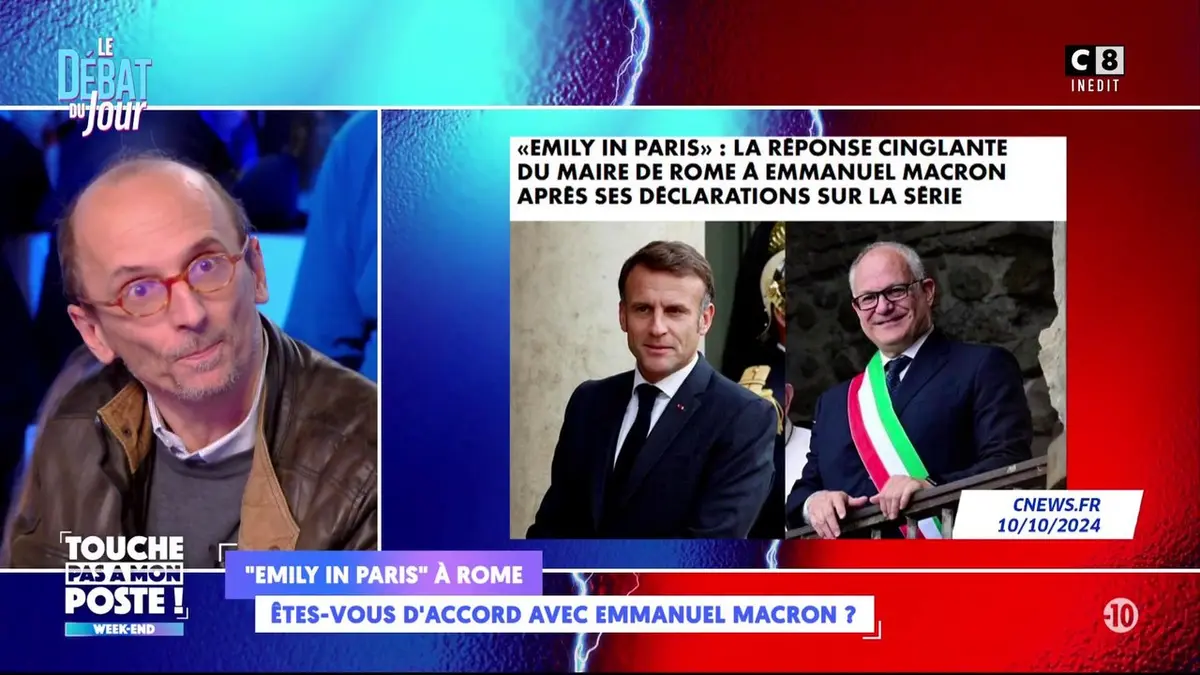 LE
DÉBAT
DU JOUR
C8
INEDIT
«EMILY IN PARIS» : LA RÉPONSE CINGLANTE
DU MAIRE DE ROME A EMMANUEL MACRON
APRÈS SES DÉCLARATIONS SUR LA SÉRIE
CNEWS.FR
10/10/2024
TOUCHE
PAS A MON
POSTE !
WEEK-END
"EMILY IN PARIS" À ROME
ÊTES-VOUS D'ACCORD AVEC EMMANUEL MACRON ?
-10